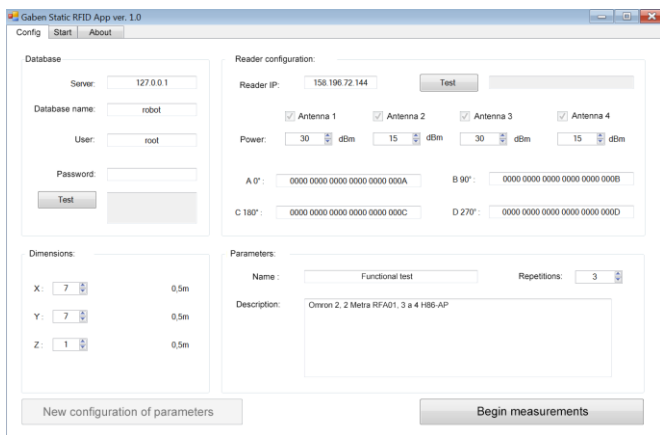 Gaben Static RFID App ver. 1.0
Config Start About
Database
Server: 127.0.0.1
Database name: robot
User: root
Password:
Test
Reader configuration:
Reader IP: 158.196.72.144 Test
Antenna 1 Antenna 2 Antenna 3 Antenna 4
Power: 30 dBm 15 dBm 30 dBm 15 dBm
A 0° : 0000 0000 0000 0000 0000 000A B 90° : 0000 0000 0000 0000 0000 000B
C 180° : 0000 0000 0000 0000 0000 000C D 270° : 0000 0000 0000 0000 0000 000D
Dimensions:
X : 7 0,5m
Y : 7 0,5m
Z : 1 0,5m
Parameters:
Name : Functional test Repetitions: 3
Description: Omron 2, 2 Metra RFA01, 3 a 4 H86-AP
New configuration of parameters Begin measurements